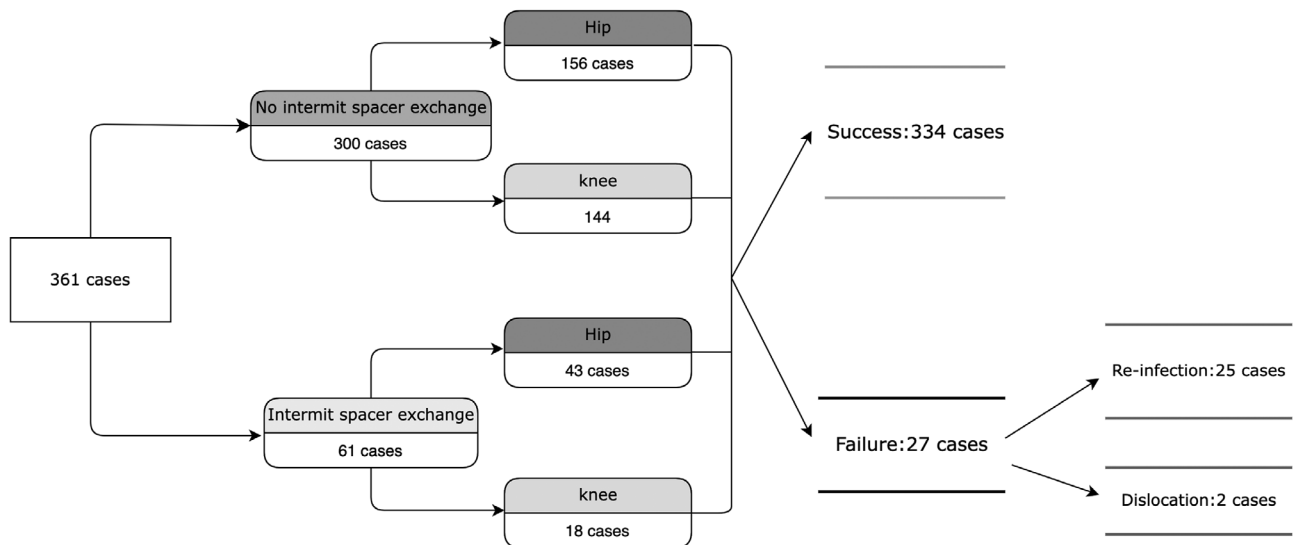 361 cases
No intermit spacer exchange
300 cases
Hip
156 cases
knee
144
Intermit spacer exchange
61 cases
Hip
43 cases
knee
18 cases
Success:334 cases
Failure:27 cases
Re-infection:25 cases
Dislocation:2 cases